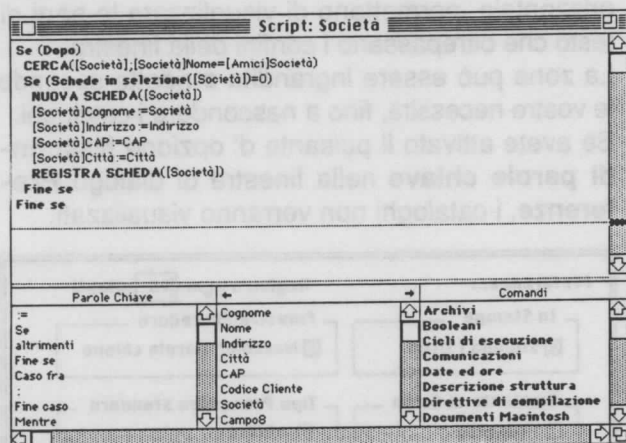 Script: Società
Se (Dopo)
CERCA([Società];[Società]Nome=[Amici]Società)
Se (Schede in selezione([Società])=0)
NUOVA SCHEDA([Società])
[Società]Cognome:=Società
[Società]Indirizzo:=Indirizzo
[Società]CAP:=CAP
[Società]Città:=Città
REGISTRA SCHEDA([Società])
Fine se
Fine se
Parole Chiave
:=
Se
altrimenti
Fine se
Caso fra
:
Fine caso
Mentre
← →
Cognome
Nome
Indirizzo
Città
CAP
Codice Cliente
Società
Campo8
Comandi
Archivi
Booleani
Cicli di esecuzione
Comunicazioni
Date ed ore
Descrizione struttura
Direttive di compilazione
Documenti Macintosh